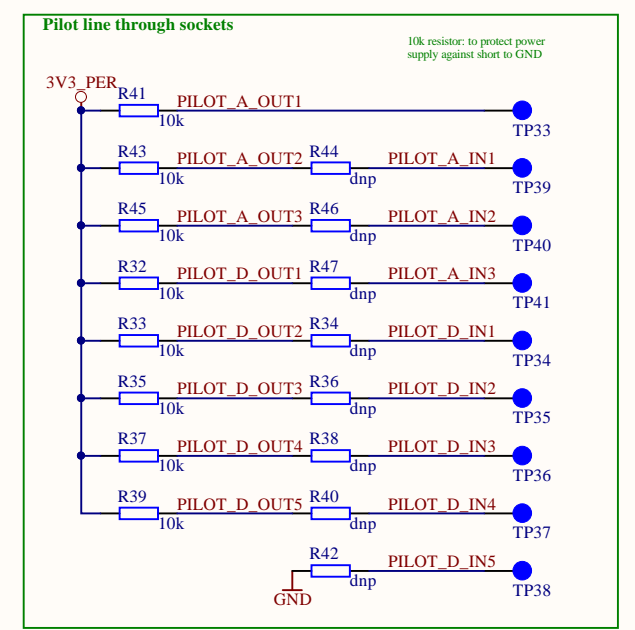 Pilot line through sockets
10k resistor: to protect power
supply against short to GND
3V3_PER
R41 PILOT_A_OUT1
10k TP33
R43 PILOT_A_OUT2 R44 PILOT_A_IN1
10k dnp TP39
R45 PILOT_A_OUT3 R46 PILOT_A_IN2
10k dnp TP40
R32 PILOT_D_OUT1 R47 PILOT_A_IN3
10k dnp TP41
R33 PILOT_D_OUT2 R34 PILOT_D_IN1
10k dnp TP34
R35 PILOT_D_OUT3 R36 PILOT_D_IN2
10k dnp TP35
R37 PILOT_D_OUT4 R38 PILOT_D_IN3
10k dnp TP36
R39 PILOT_D_OUT5 R40 PILOT_D_IN4
10k dnp TP37
R42 PILOT_D_IN5
dnp TP38
GND